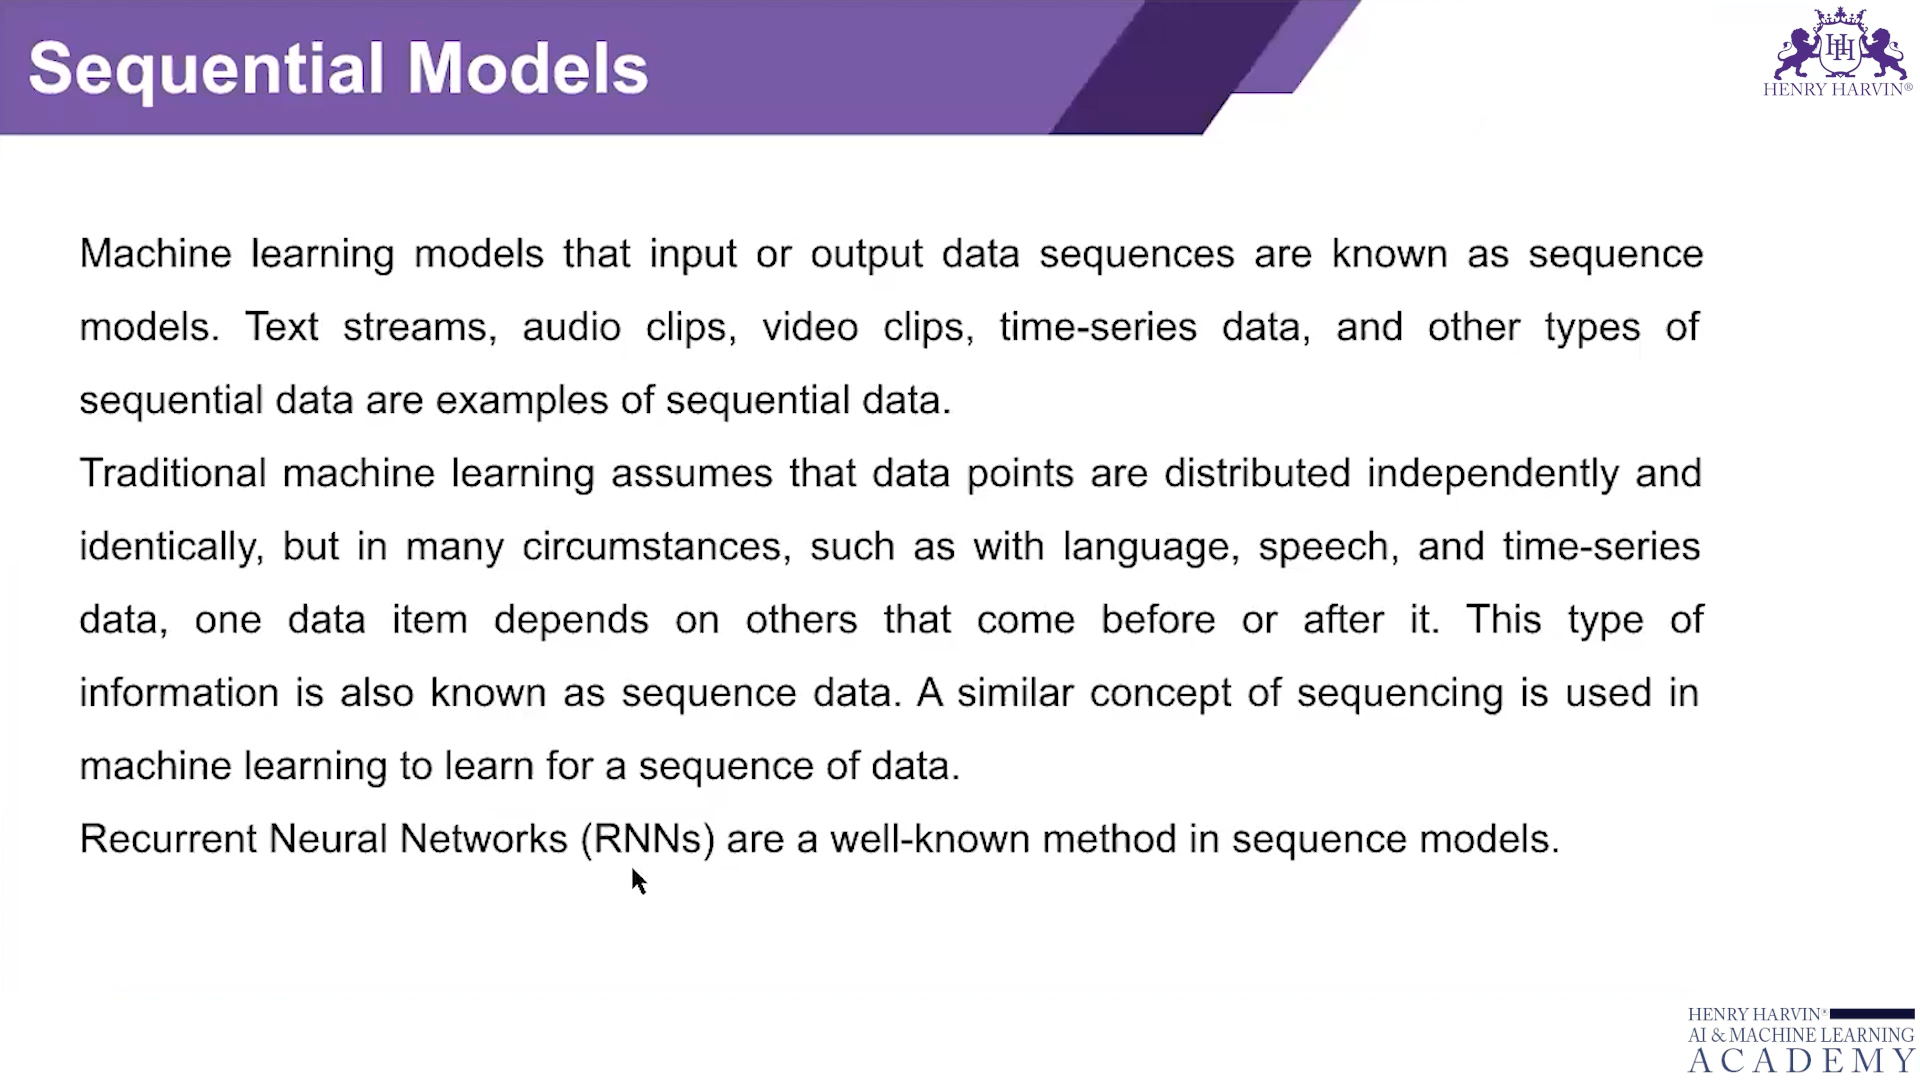 Sequential Models
HENRY HARVIN®
Machine learning models that input or output data sequences are known as sequence
models. Text streams, audio clips, video clips, time-series data, and other types of
sequential data are examples of sequential data.
Traditional machine learning assumes that data points are distributed independently and
identically, but in many circumstances, such as with language, speech, and time-series
data, one data item depends on others that come before or after it. This type of
information is also known as sequence data. A similar concept of sequencing is used in
machine learning to learn for a sequence of data.
Recurrent Neural Networks (RNNs) are a well-known method in sequence models.
HENRY HARVIN®
AI & MACHINE LEARNING
ACADEMY